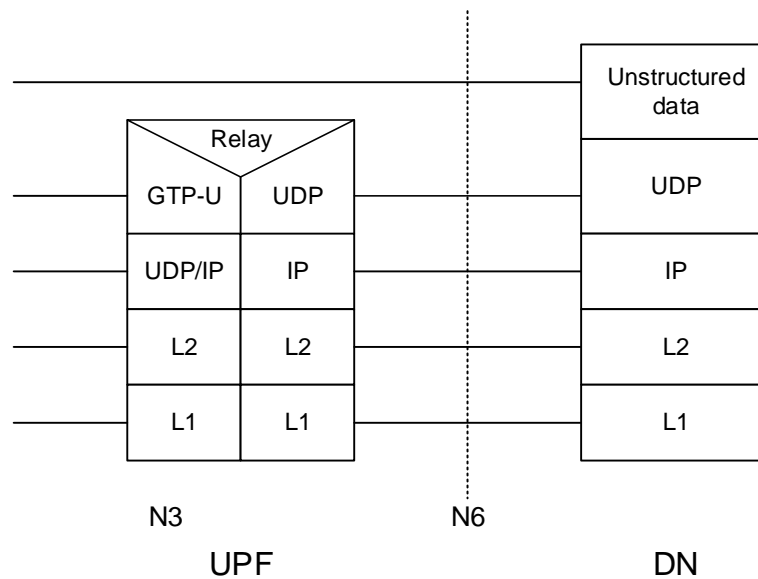 Unstructured
data
Relay
GTP-U
UDP
UDP
UDP/IP
IP
IP
L2
L2
L2
L1
L1
L1
N3
N6
UPF
DN